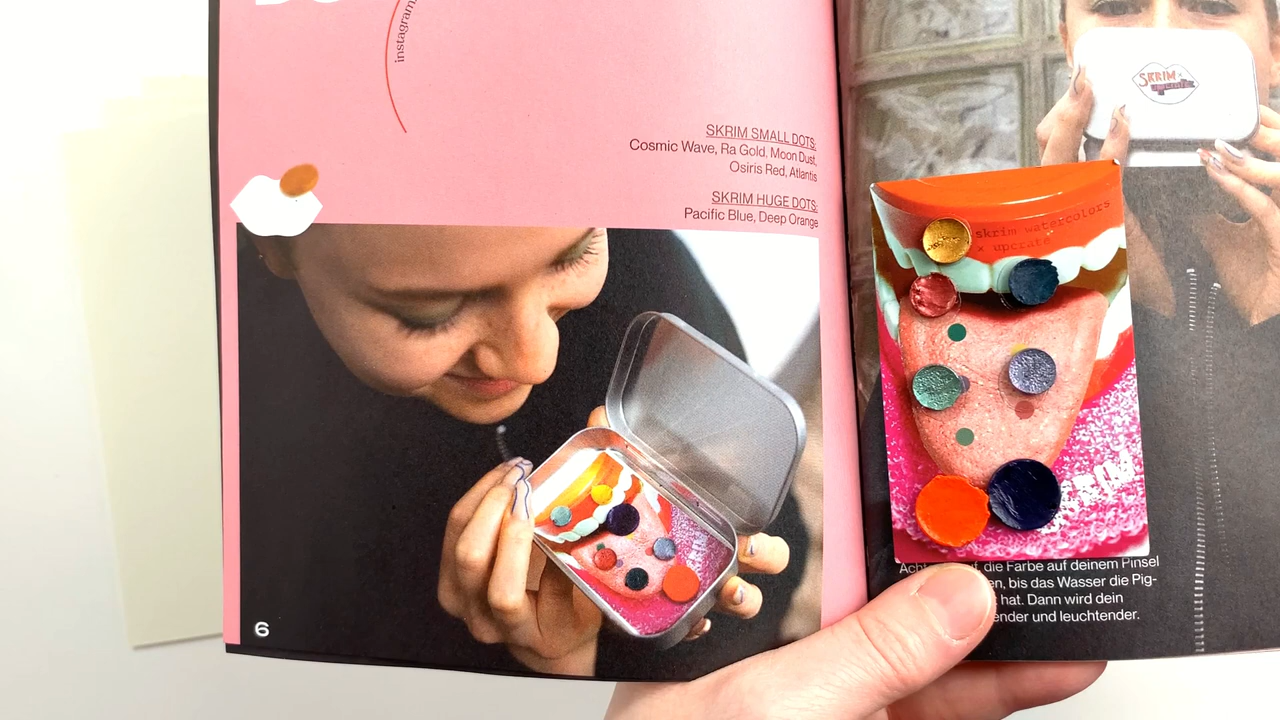 instagram.
SKRIM SMALL DOTS:
Cosmic Wave, Ra Gold, Moon Dust,
Osiris Red, Atlantis
SKRIM HUGE DOTS:
Pacific Blue, Deep Orange
6
SKRIM
skrim watercolors
× upcrate
SKRIM
die Farbe auf deinem Pinsel
bis das Wasser die Pig-
hat. Dann wird dein
und leuchtender.